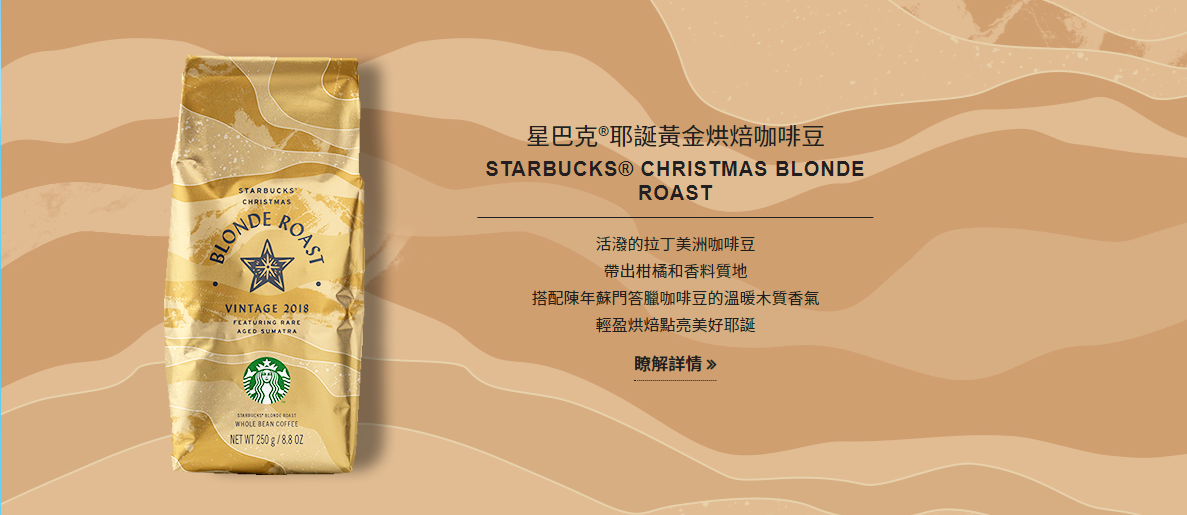 星巴克®耶誕黃金烘焙咖啡豆
STARBUCKS® CHRISTMAS BLONDE
ROAST
活潑的拉丁美洲咖啡豆
帶出柑橘和香料質地
搭配陳年蘇門答臘咖啡豆的溫暖木質香氣
輕盈烘焙點亮美好耶誕
瞭解詳情 »
STARBUCKS®
CHRISTMAS
BLONDE ROAST
VINTAGE 2018
FEATURING RARE
AGED SUMATRA
STARBUCKS® BLONDE ROAST
WHOLE BEAN COFFEE
NET WT 250 g / 8.8 OZ